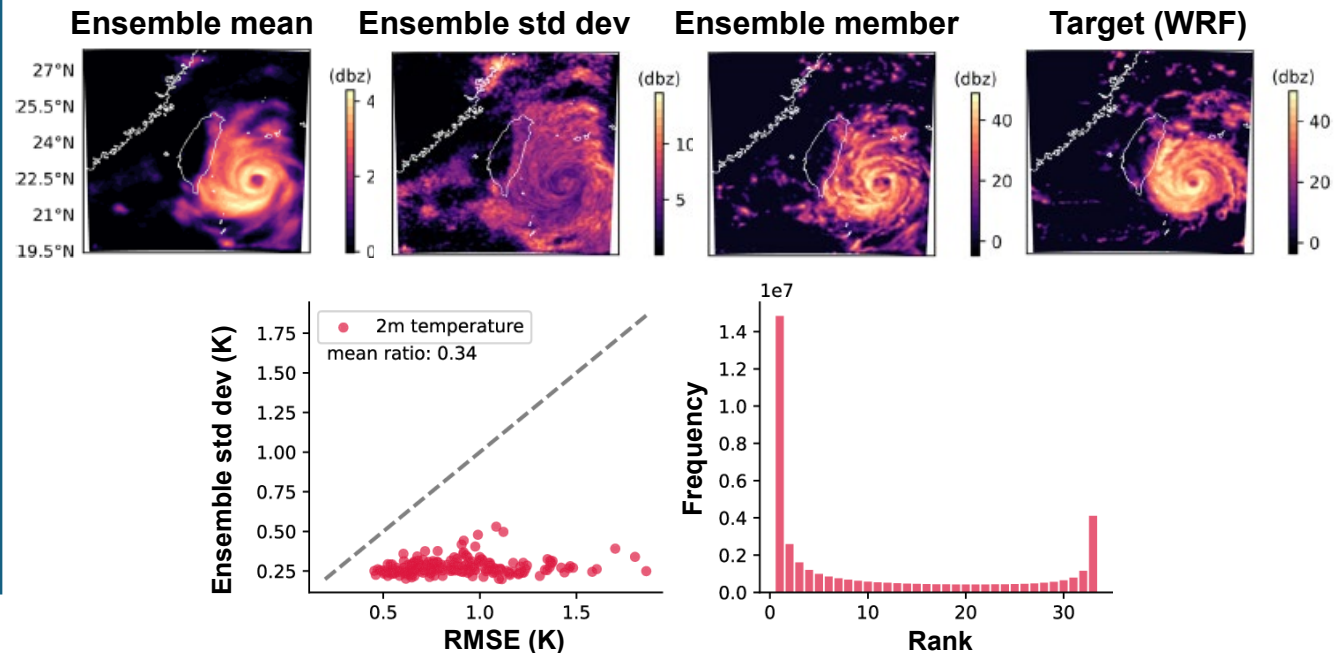 Ensemble mean
Ensemble std dev
Ensemble member
Target (WRF)
27°N
25.5°N
24°N
22.5°N
21°N
19.5°N
(dbz)
4
2
(dbz)
10
5
(dbz)
40
20
0
(dbz)
40
20
0
Ensemble std dev (K)
1.75
1.50
1.25
1.00
0.75
0.50
0.25
2m temperature
mean ratio: 0.34
0.5
1.0
1.5
RMSE (K)
1e7
Frequency
1.4
1.2
1.0
0.8
0.6
0.4
0.2
0.0
0
10
20
30
Rank